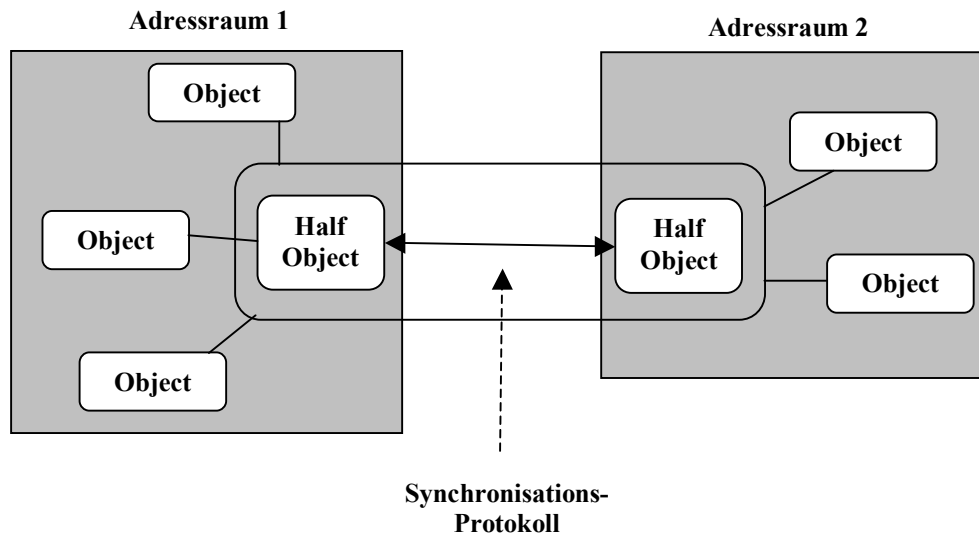 Adressraum 1
Adressraum 2
Object
Object
Object
Half
Object
Half
Object
Object
Object
Synchronisations-
Protokoll